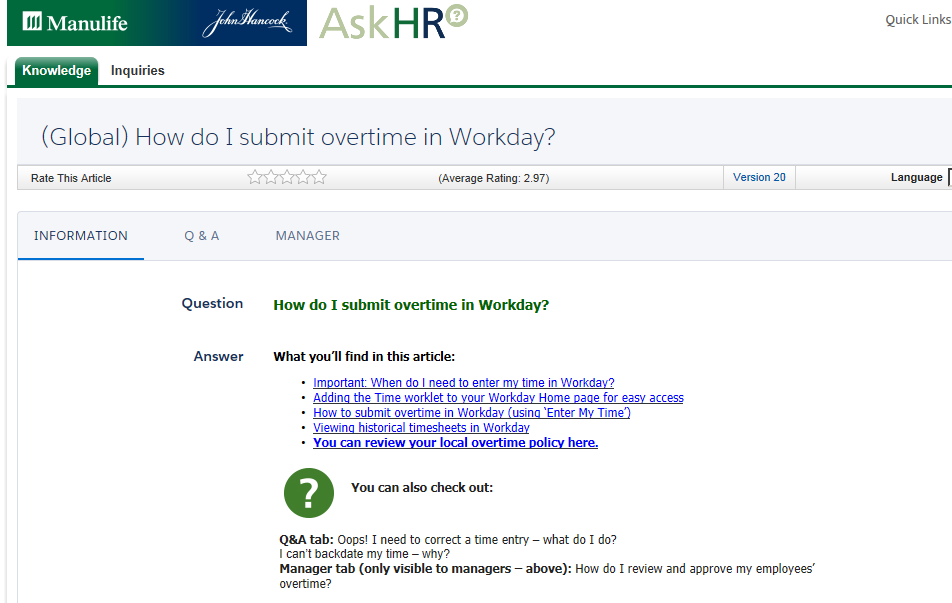 Manulife
John Hancock
AskHR?
Quick Links
Knowledge
Inquiries
(Global) How do I submit overtime in Workday?
Rate This Article
(Average Rating: 2.97)
Version 20
Language
INFORMATION
Q & A
MANAGER
Question
How do I submit overtime in Workday?
Answer
What you’ll find in this article:
• Important: When do I need to enter my time in Workday?
• Adding the Time worklet to your Workday Home page for easy access
• How to submit overtime in Workday (using ‘Enter My Time’)
• Viewing historical timesheets in Workday
• You can review your local overtime policy here.
?
You can also check out:
Q&A tab: Oops! I need to correct a time entry – what do I do?
I can’t backdate my time – why?
Manager tab (only visible to managers – above): How do I review and approve my employees’
overtime?